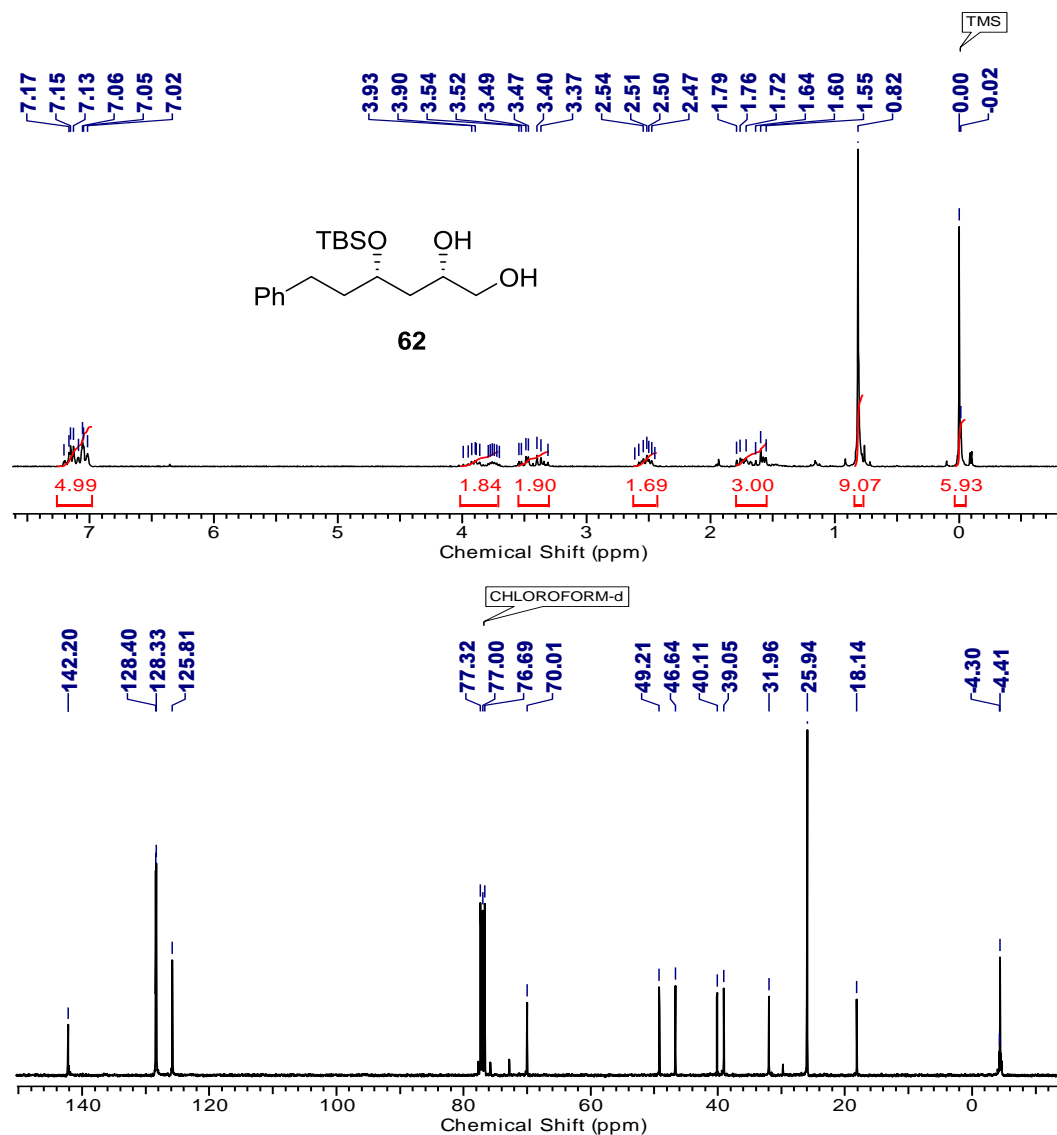 TMS
7.17 7.15 7.13 7.06 7.05 7.02 3.93 3.90 3.54 3.52 3.49 3.47 3.40 3.37 2.54 2.51 2.50 2.47 1.79 1.76 1.72 1.64 1.60 1.55 0.82 0.00 -0.02
TBSO OH
OH
Ph
62
4.99 1.84 1.90 1.69 3.00 9.07 5.93
7 6 5 4 3 2 1 0
Chemical Shift (ppm)
CHLOROFORM-d
142.20 128.40 128.33 125.81 77.32 77.00 76.69 70.01 49.21 46.64 40.11 39.05 31.96 25.94 18.14 -4.30 -4.41
140 120 100 80 60 40 20 0
Chemical Shift (ppm)